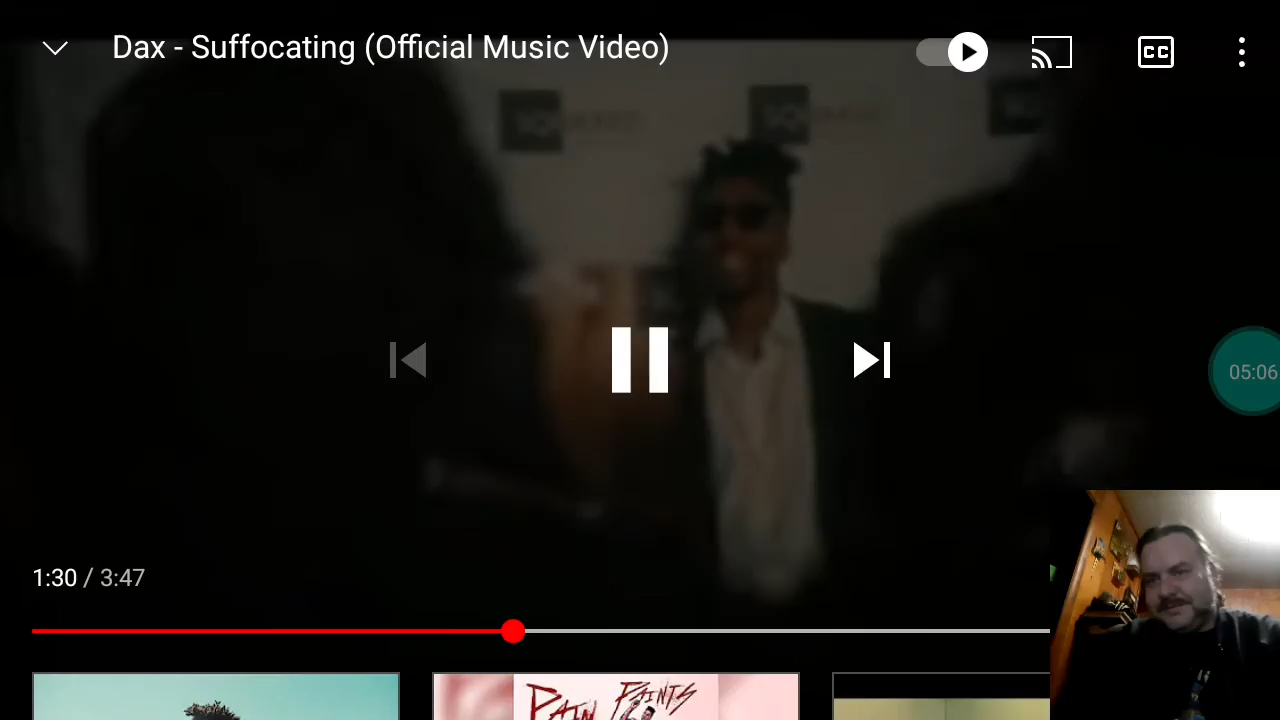 Dax - Suffocating (Official Music Video)
CC
05:06
1:30 / 3:47
PAIN PAINTS